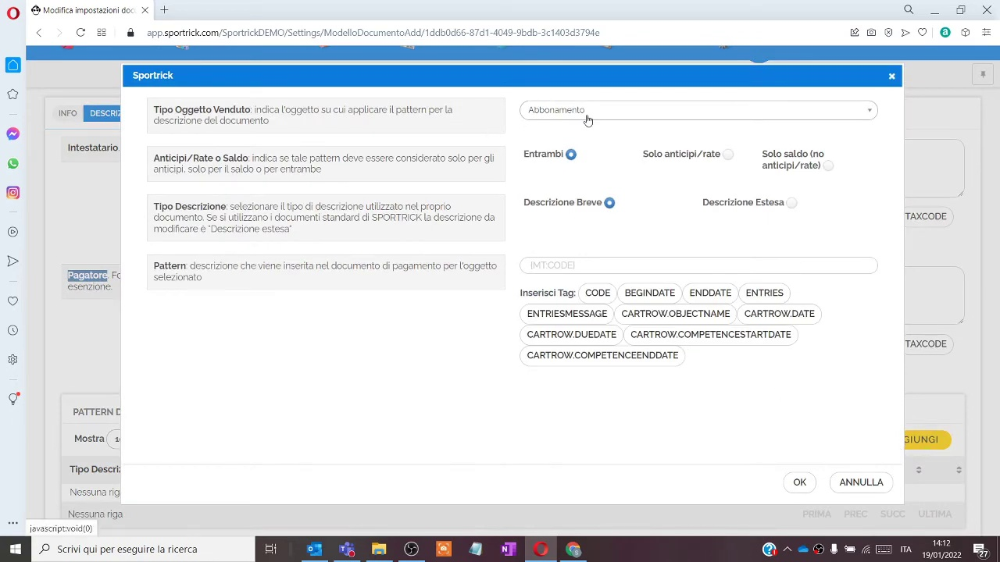 Modifica impostazioni doc
app.sportrick.com/SportrickDEMO/Settings/ModelloDocumentoAdd/1ddb0d66-87d1-4049-9bdb-3c1403d3794e
Sportrick
INFO
DESCRIZ
Intestatario
Tipo Oggetto Venduto: indica l'oggetto su cui applicare il pattern per la
descrizione del documento
Abbonamento
Anticipi/Rate o Saldo: indica se tale pattern deve essere considerato solo per gli
anticipi, solo per il saldo o per entrambe
Entrambi
Solo anticipi/rate
Solo saldo (no
anticipi/rate)
Tipo Descrizione: selezionare il tipo di descrizione utilizzato nel proprio
documento. Se si utilizzano i documenti standard di SPORTRICK la descrizione da
modificare è "Descrizione estesa"
Descrizione Breve
Descrizione Estesa
TAXCODE
Pattern: descrizione che viene inserita nel documento di pagamento per l'oggetto
selezionato
[MT:CODE]
Pagatore. Fo
esenzione.
Inserisci Tag: CODE BEGINDATE ENDDATE ENTRIES
ENTRIESMESSAGE CARTROW.OBJECTNAME CARTROW.DATE
CARTROW.DUEDATE CARTROW.COMPETENCESTARTDATE
CARTROW.COMPETENCEENDDATE
TAXCODE
PATTERN D
Mostra
GIUNGI
Tipo Descriz
Nessuna rig
Nessuna riga
OK
ANNULLA
PRIMA PREC SUCC ULTIMA
javascript:void(0)
Scrivi qui per eseguire la ricerca
ITA
14:12
19/01/2022
27